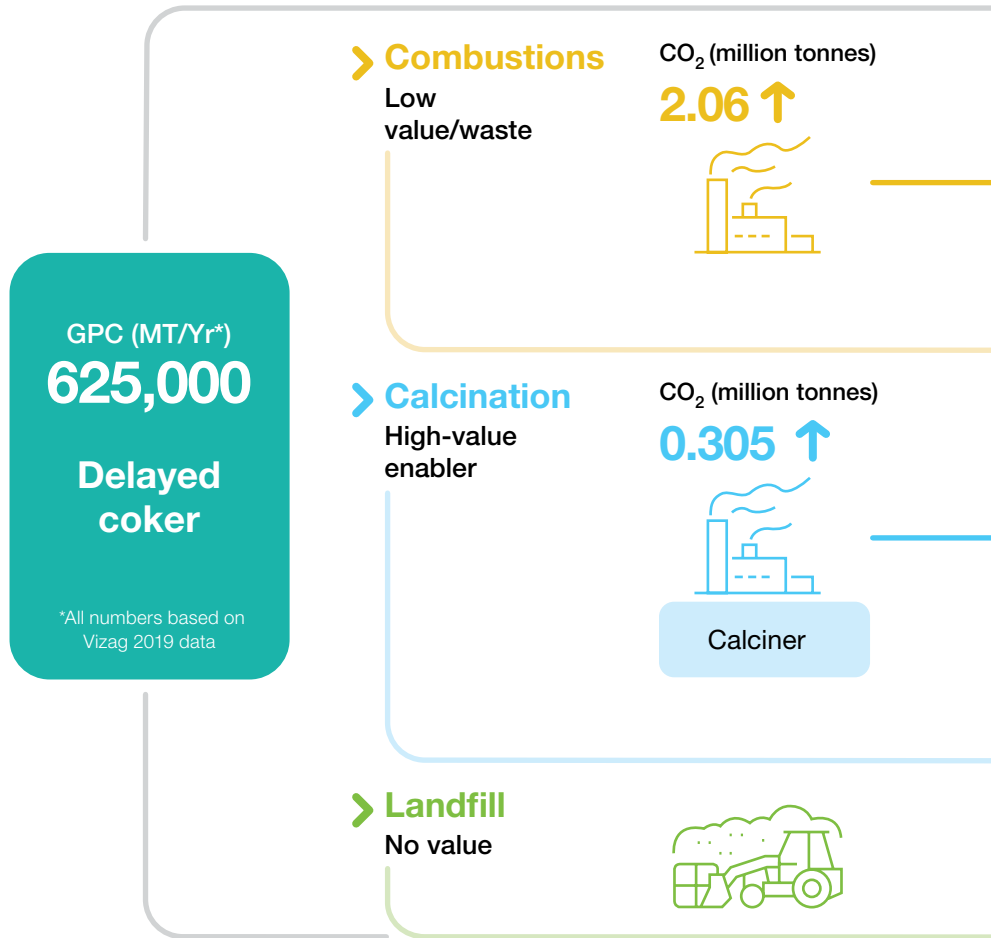 GPC (MT/Yr*)
625,000
Delayed
coker
*All numbers based on
Vizag 2019 data
Combustions
Low
value/waste
CO₂ (million tonnes)
2.06 ↑
Calcination
High-value
enabler
CO₂ (million tonnes)
0.305 ↑
Calciner
Landfill
No value